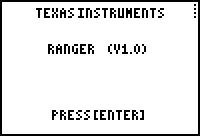 TEXAS INSTRUMENTS
RANGER (V1.0)
PRESS[ENTER]